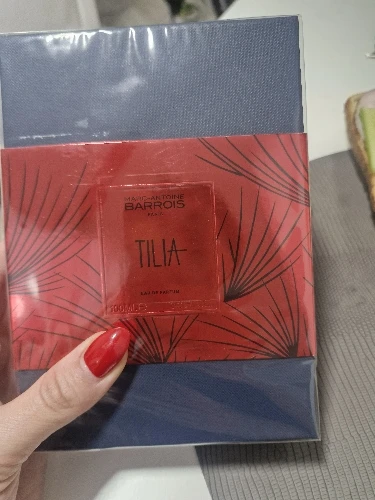 MARC-ANTOINE
BARROIS
PARIS
TILIA
EAU DE PARFUM